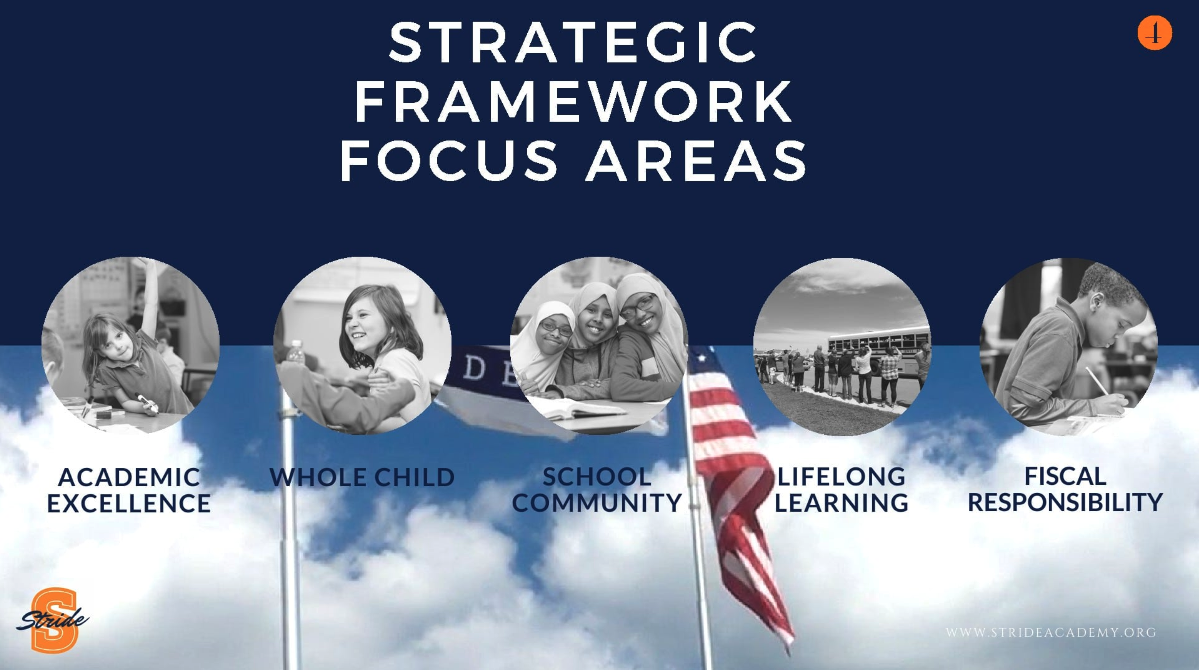 STRATEGIC
FRAMEWORK
FOCUS AREAS
4
DE
ACADEMIC
EXCELLENCE
WHOLE CHILD
SCHOOL
COMMUNITY
LIFELONG
LEARNING
FISCAL
RESPONSIBILITY
Stride
WWW.STRIDEACADEMY.ORG